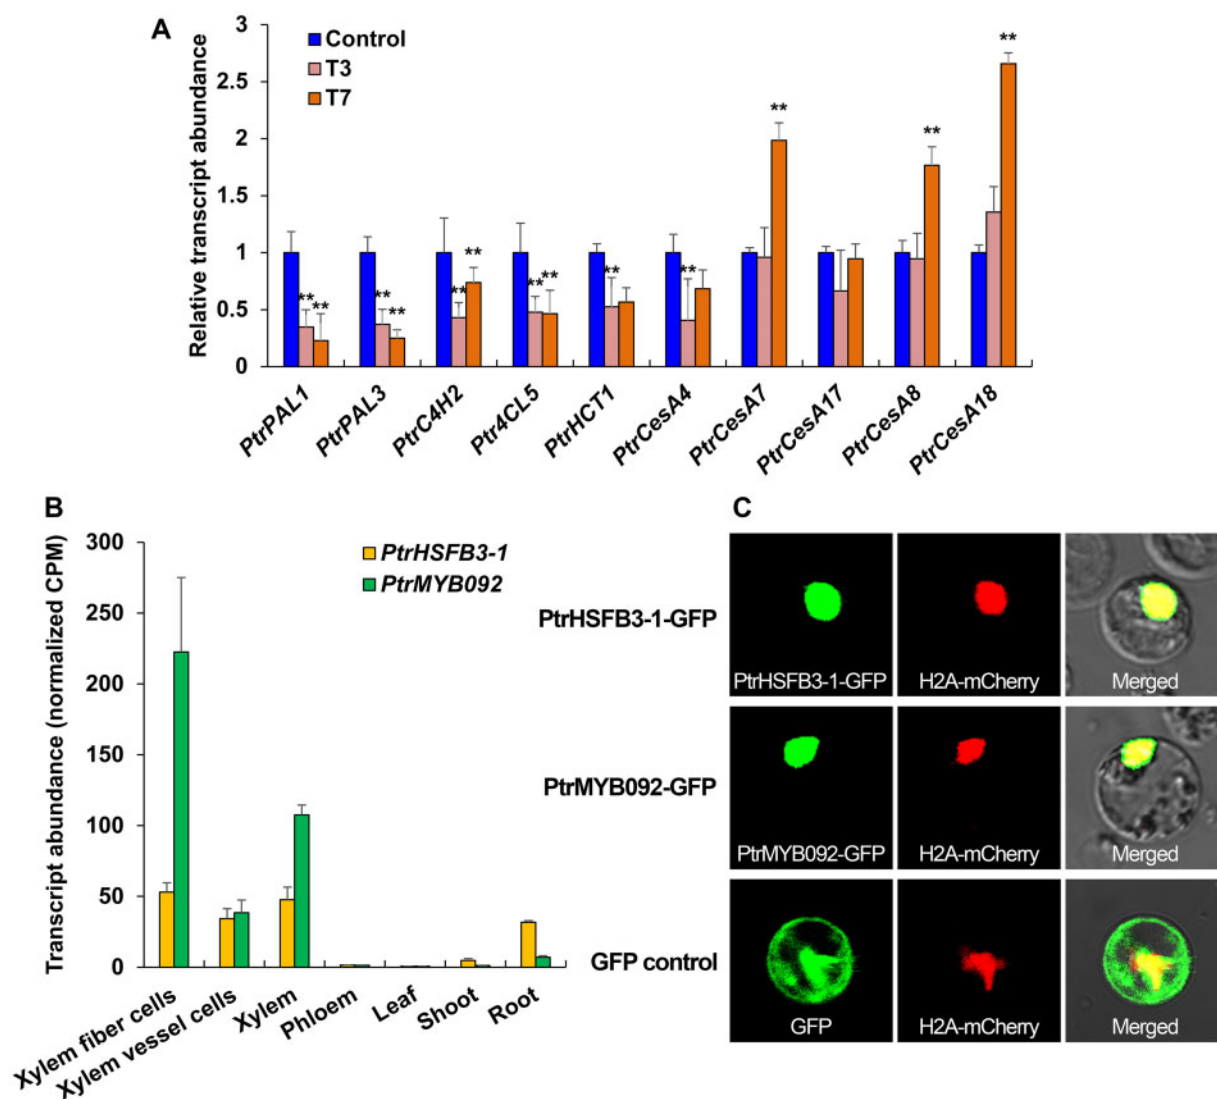 A
Relative transcript abundance
3
2.5
2
1.5
1
0.5
0
Control
T3
T7
** ** ** ** ** ** ** ** ** ** ** ** ** **
PtrPAL1
PtrPAL3
PtrC4H2
Ptr4CL5
PtrHCT1
PtrCesA4
PtrCesA7
PtrCesA17
PtrCesA8
PtrCesA18
B
Transcript abundance (normalized CPM)
300
250
200
150
100
50
0
PtrHSFB3-1
PtrMYB092
Xylem fiber cells
Xylem vessel cells
Xylem
Phloem
Leaf
Shoot
Root
C
PtrHSFB3-1-GFP
PtrHSFB3-1-GFP H2A-mCherry Merged
PtrMYB092-GFP
PtrMYB092-GFP H2A-mCherry Merged
GFP control
GFP H2A-mCherry Merged